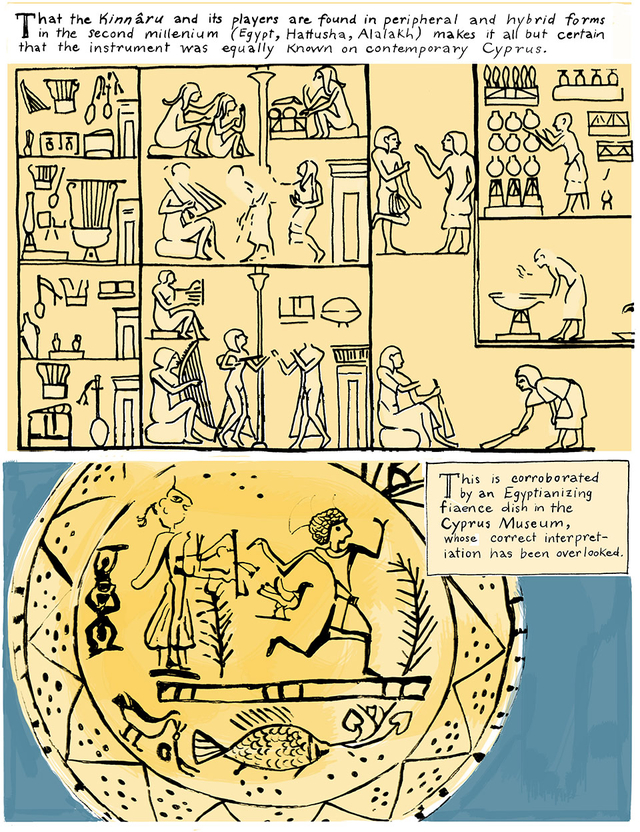 That the Kinnâru and its players are found in peripheral and hybrid forms
in the second millenium (Egypt, Hattusha, Alalakh) makes it all but certain
that the instrument was equally known on contemporary Cyprus.
This is corroborated
by an Egyptianizing
fiaence dish in the
Cyprus Museum,
whose correct interpret-
iation has been overlooked.